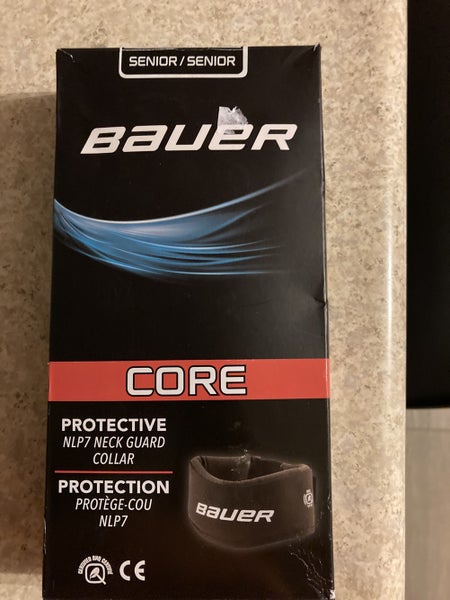 SENIOR / SENIOR
BAUER
CORE
PROTECTIVE
NLP7 NECK GUARD
COLLAR
PROTECTION
PROTÈGE-COU
NLP7
BAUER
CE